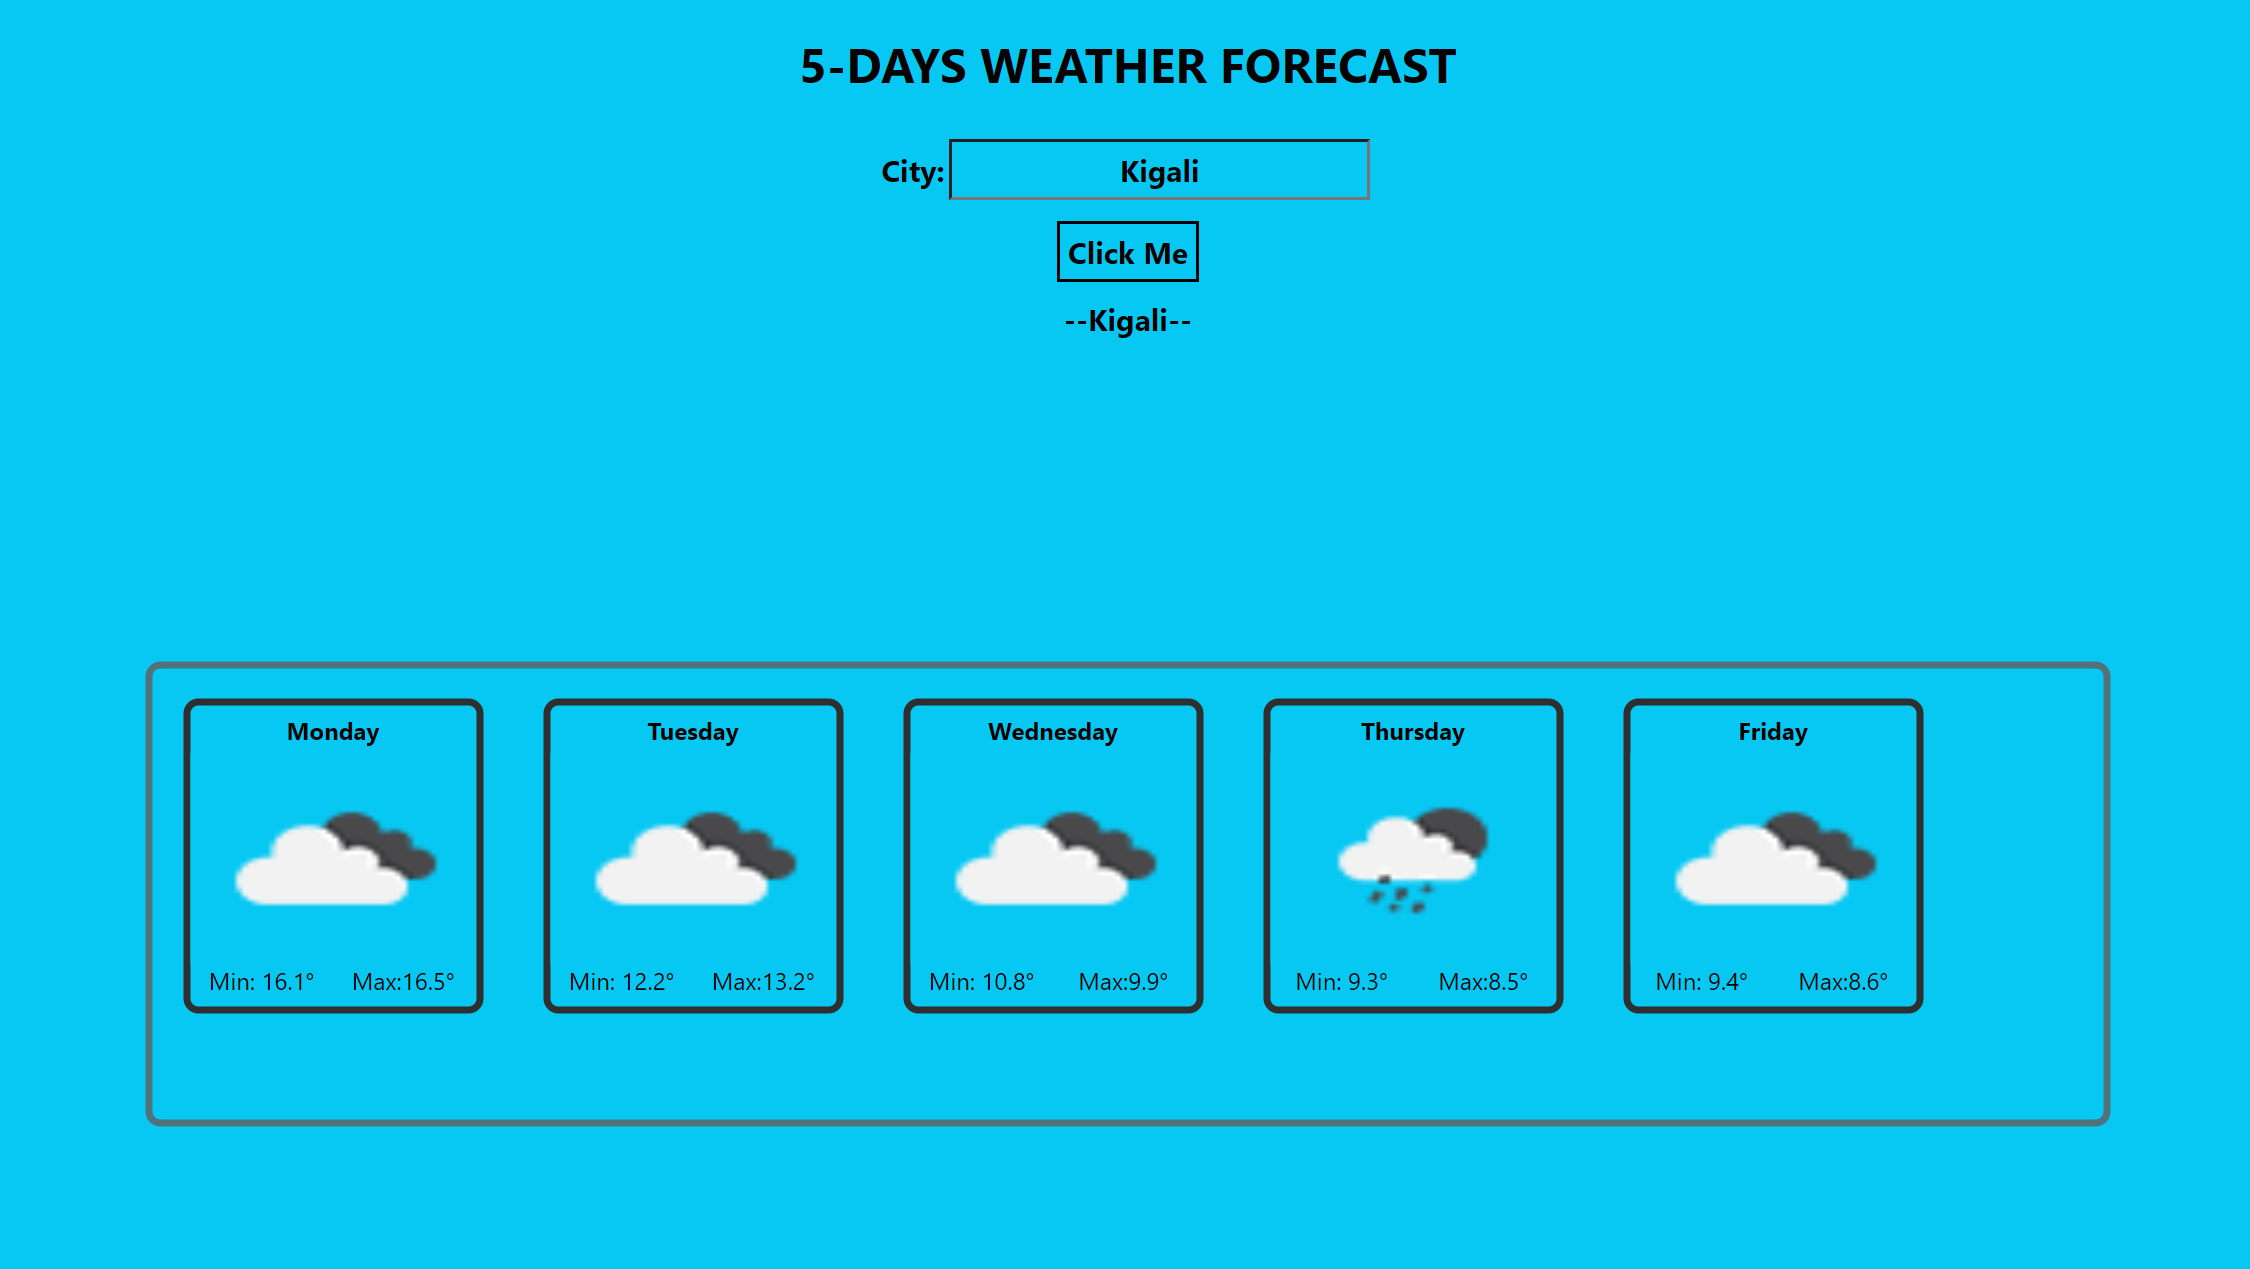 5-DAYS WEATHER FORECAST
City: Kigali
Click Me
--Kigali--
Monday
Min: 16.1° Max:16.5°
Tuesday
Min: 12.2° Max:13.2°
Wednesday
Min: 10.8° Max:9.9°
Thursday
Min: 9.3° Max:8.5°
Friday
Min: 9.4° Max:8.6°